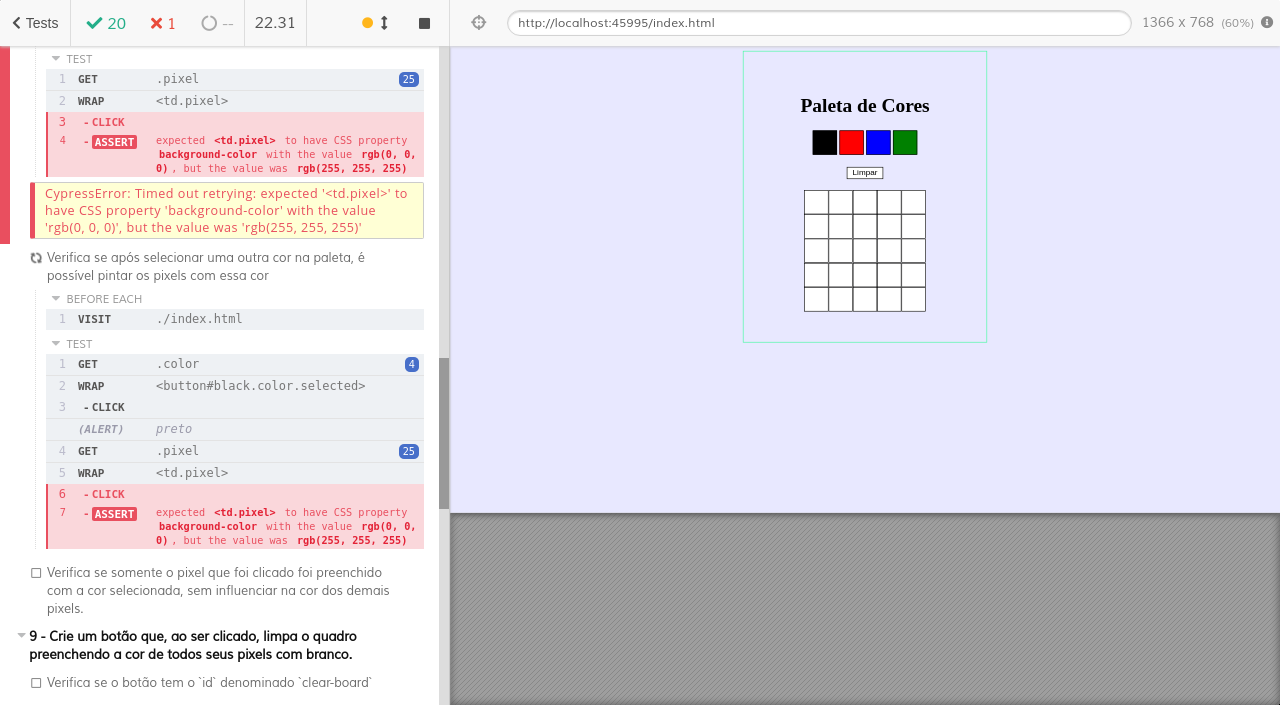 Tests 20 1 -- 22.31 http://localhost:45995/index.html 1366 x 768 (60%)
TEST
1 GET .pixel 25
2 WRAP <td.pixel>
3 - CLICK
4 - ASSERT expected <td.pixel> to have CSS property
background-color with the value rgb(0, 0,
0) , but the value was rgb(255, 255, 255)
CypressError: Timed out retrying: expected '<td.pixel>' to
have CSS property 'background-color' with the value
'rgb(0, 0, 0)', but the value was 'rgb(255, 255, 255)'
Verifica se após selecionar uma outra cor na paleta, é
possível pintar os pixels com essa cor
BEFORE EACH
1 VISIT ./index.html
TEST
1 GET .color 4
2 WRAP <button#black.color.selected>
3 - CLICK
(ALERT) preto
4 GET .pixel 25
5 WRAP <td.pixel>
6 - CLICK
7 - ASSERT expected <td.pixel> to have CSS property
background-color with the value rgb(0, 0,
0) , but the value was rgb(255, 255, 255)
Verifica se somente o pixel que foi clicado foi preenchido
com a cor selecionada, sem influenciar na cor dos demais
pixels.
9 - Crie um botão que, ao ser clicado, limpa o quadro
preenchendo a cor de todos seus pixels com branco.
Verifica se o botão tem o `id` denominado `clear-board`
Paleta de Cores
Limpar